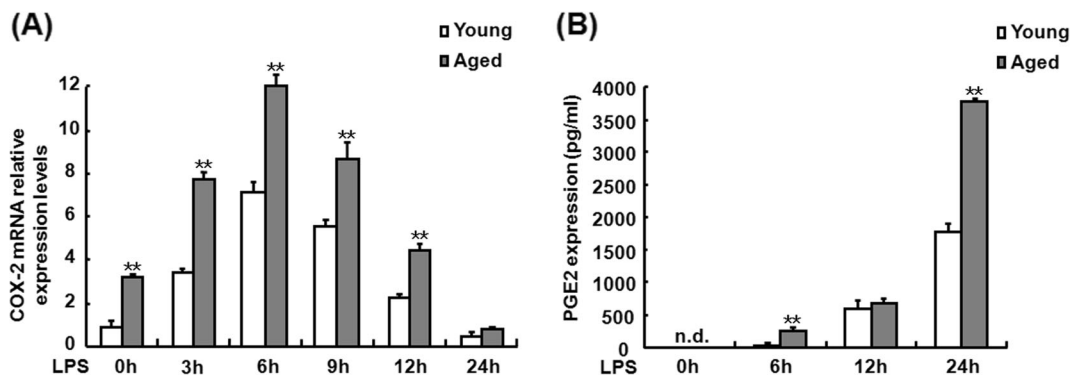 (A)
Young
Aged
COX-2 mRNA relative
expression levels
12
10
8
6
4
2
0
**
**
**
**
**
LPS 0h 3h 6h 9h 12h 24h
(B)
Young
Aged
PGE2 expression (pg/ml)
4000
3500
3000
2500
2000
1500
1000
500
0
n.d.
**
**
LPS 0h 6h 12h 24h